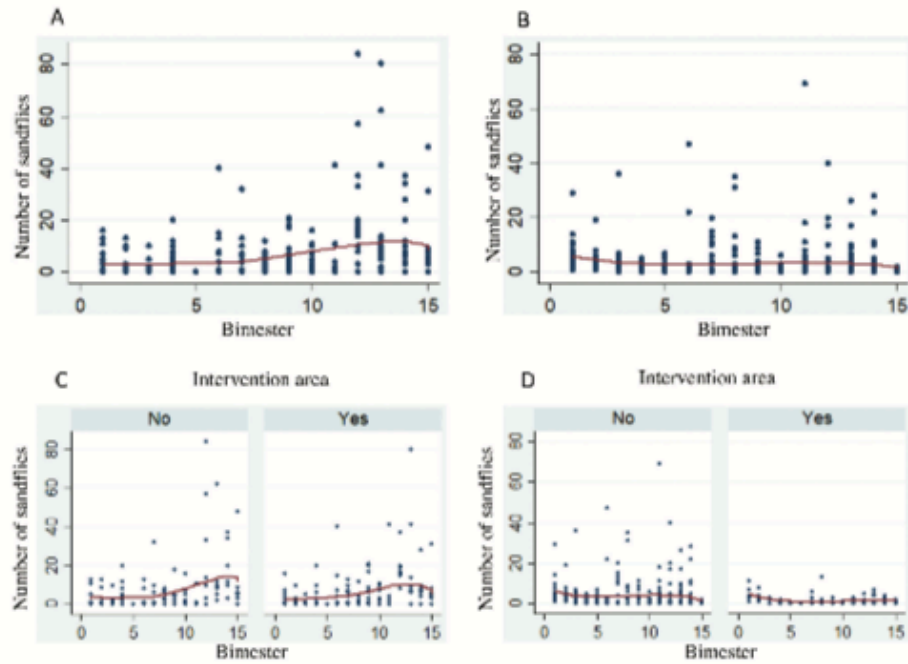 A
B
Number of sandflies
80
60
40
20
0
0 5 10 15
Bimester
Number of sandflies
80
60
40
20
0
0 5 10 15
Bimester
C Intervention area
D Intervention area
No Yes
No Yes
Number of sandflies
80
60
40
20
0
0 5 10 15 0 5 10 15
Bimester
Number of sandflies
80
60
40
20
0
0 5 10 15 0 5 10 15
Bimester